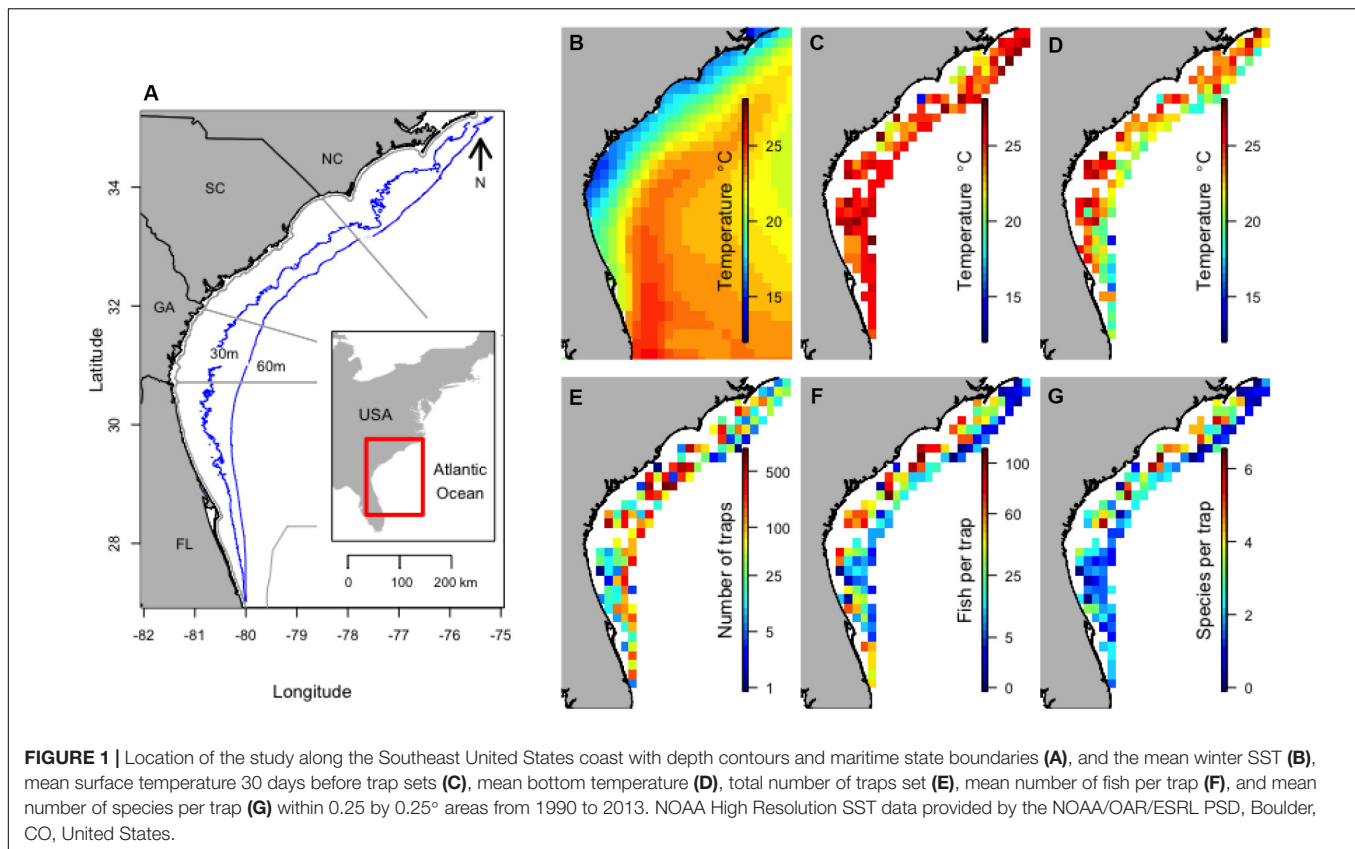 A
N
NC
SC
GA
FL
30m
60m
USA
Atlantic
Ocean
0 100 200 km
Latitude
34
32
30
28
-82 -81 -80 -79 -78 -77 -76 -75
Longitude
B
Temperature °C
25
20
15
C
Temperature °C
25
20
15
D
Temperature °C
25
20
15
E
Number of traps
500
100
25
5
1
F
Fish per trap
100
60
25
5
0
G
Species per trap
6
4
2
0
FIGURE 1 | Location of the study along the Southeast United States coast with depth contours and maritime state boundaries (A), and the mean winter SST (B),
mean surface temperature 30 days before trap sets (C), mean bottom temperature (D), total number of traps set (E), mean number of fish per trap (F), and mean
number of species per trap (G) within 0.25 by 0.25° areas from 1990 to 2013. NOAA High Resolution SST data provided by the NOAA/OAR/ESRL PSD, Boulder,
CO, United States.